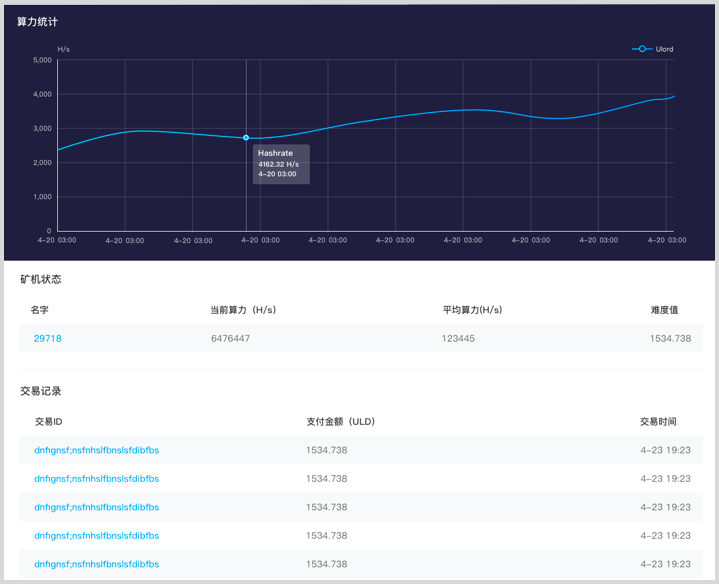 算力统计
H/s
Ulord
5,000
4,000
3,000
2,000
1,000
0
Hashrate
4162.32 H/s
4-20 03:00
4-20 03:00 4-20 03:00 4-20 03:00 4-20 03:00 4-20 03:00 4-20 03:00 4-20 03:00 4-20 03:00 4-20 03:00 4-20 03:00
矿机状态
名字 当前算力（H/s） 平均算力(H/s) 难度值
29718 6476447 123445 1534.738
交易记录
交易ID 支付金额（ULD） 交易时间
dnfignsf;nsfnhslfbnslsfdibfbs 1534.738 4-23 19:23
dnfignsf;nsfnhslfbnslsfdibfbs 1534.738 4-23 19:23
dnfignsf;nsfnhslfbnslsfdibfbs 1534.738 4-23 19:23
dnfignsf;nsfnhslfbnslsfdibfbs 1534.738 4-23 19:23
dnfignsf;nsfnhslfbnslsfdibfbs 1534.738 4-23 19:23